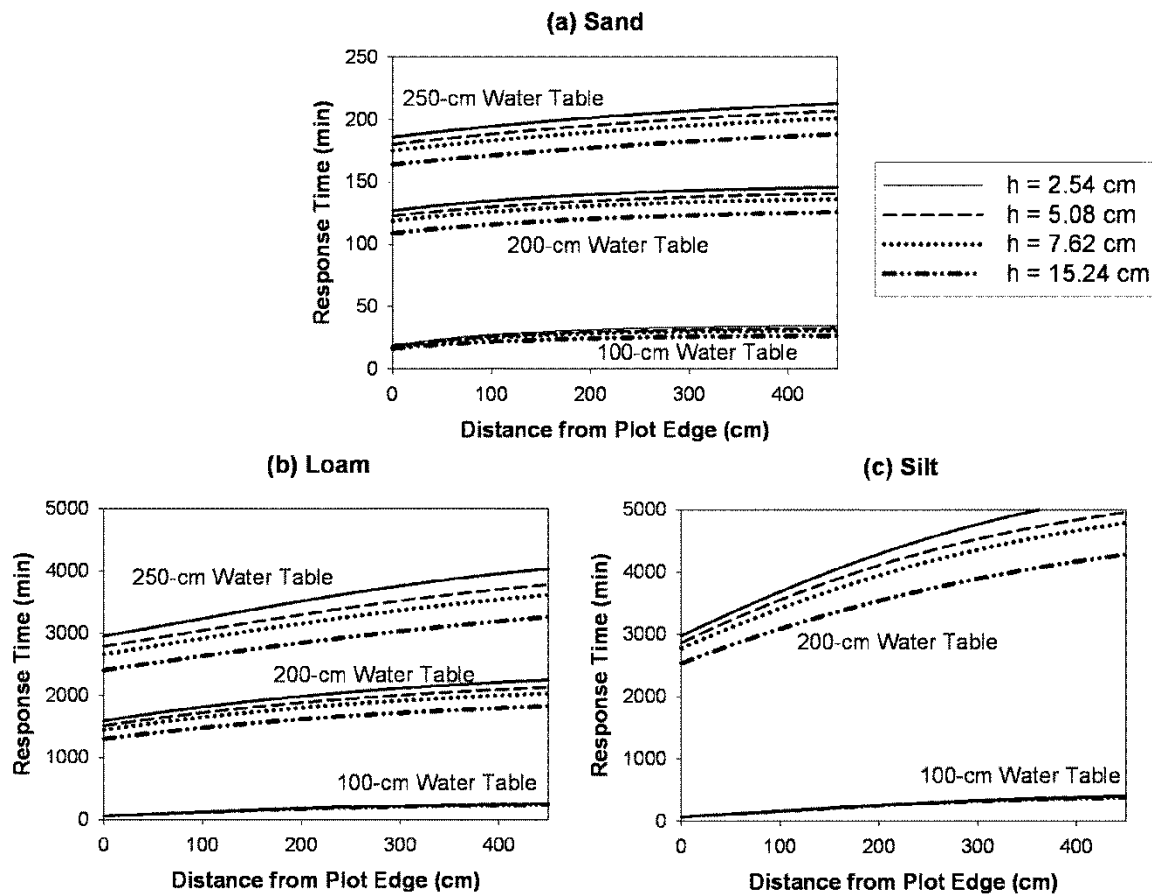 (a) Sand
250
200
150
100
50
0
Response Time (min)
250-cm Water Table
200-cm Water Table
100-cm Water Table
0 100 200 300 400
Distance from Plot Edge (cm)
h = 2.54 cm
h = 5.08 cm
h = 7.62 cm
h = 15.24 cm
(b) Loam
5000
4000
3000
2000
1000
0
Response Time (min)
250-cm Water Table
200-cm Water Table
100-cm Water Table
0 100 200 300 400
Distance from Plot Edge (cm)
(c) Silt
5000
4000
3000
2000
1000
0
Response Time (min)
200-cm Water Table
100-cm Water Table
0 100 200 300 400
Distance from Plot Edge (cm)